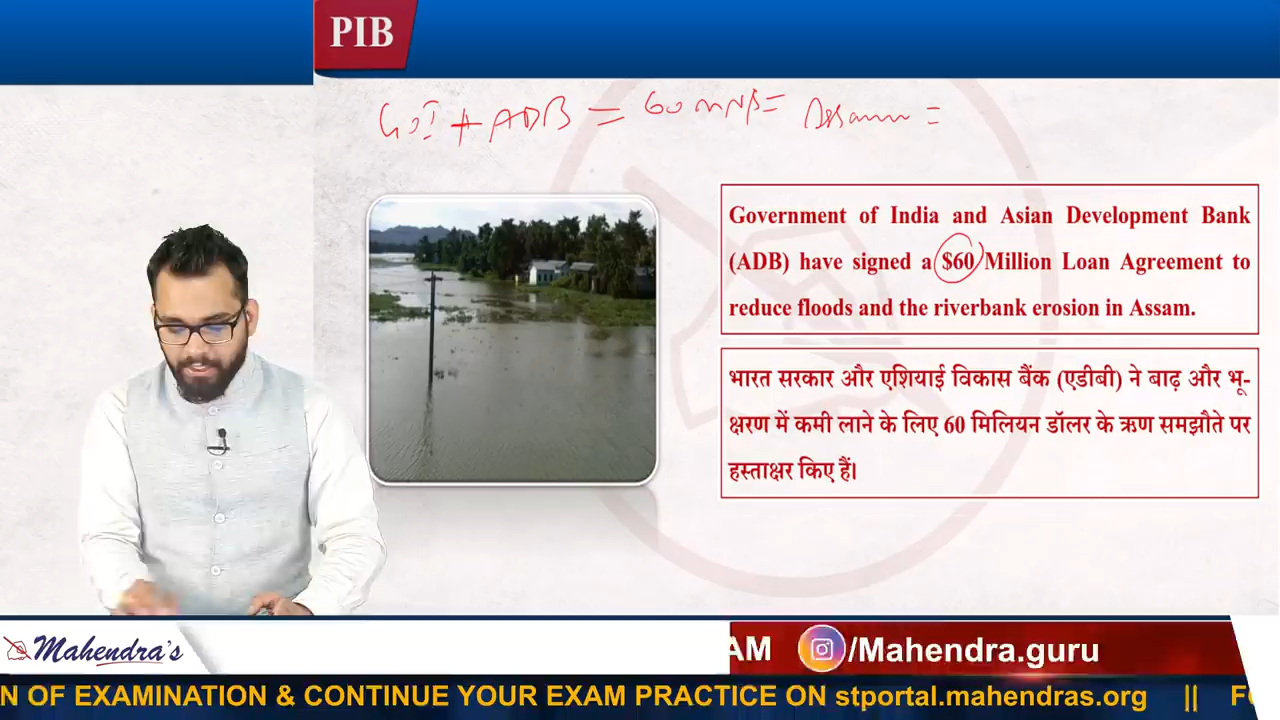 PIB
GOI + ADB = 60 mn $ = Assam =
Government of India and Asian Development Bank
(ADB) have signed a $60 Million Loan Agreement to
reduce floods and the riverbank erosion in Assam.
भारत सरकार और एशियाई विकास बैंक (एडीबी) ने बाढ़ और भू-
क्षरण में कमी लाने के लिए 60 मिलियन डॉलर के ऋण समझौते पर
हस्ताक्षर किए हैं।
Mahendra's
AM /Mahendra.guru
N OF EXAMINATION & CONTINUE YOUR EXAM PRACTICE ON stportal.mahendras.org || FO